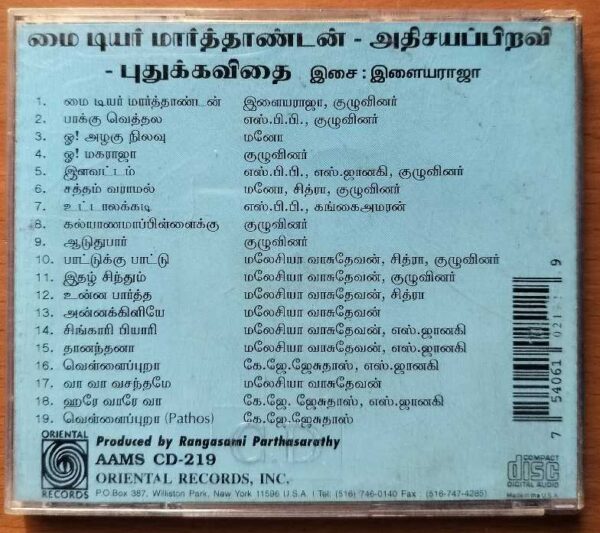 மை டியர் மார்த்தாண்டன் - அதிசயப்பிறவி
- புதுக்கவிதை இசை : இளையராஜா
1. மை டியர் மார்த்தாண்டன் இளையராஜா, குழுவினர்
2. பாக்கு வெத்தல எஸ்.பி.பி., குழுவினர்
3. ஓ! அழகு நிலவு மனோ
4. ஓ! மகராஜா குழுவினர்
5. இளவட்டம் எஸ்.பி.பி., எஸ்.ஜானகி, குழுவினர்
6. சத்தம் வராமல் மனோ, சித்ரா, குழுவினர்
7. உட்டாலக்கடி எஸ்.பி.பி., கங்கைஅமரன்
8. கல்யாணமாப்பிள்ளைக்கு குழுவினர்
9. ஆடுதுபார் குழுவினர்
10. பாட்டுக்கு பாட்டு மலேசியா வாசுதேவன், சித்ரா, குழுவினர்
11. இதழ் சிந்தும் மலேசியா வாசுதேவன், குழுவினர்
12. உன்ன பார்த்த மலேசியா வாசுதேவன், சித்ரா
13. அன்னக்கிளியே மலேசியா வாசுதேவன்
14. சிங்காரி பியாரி மலேசியா வாசுதேவன், எஸ்.ஜானகி
15. தானந்தனா மலேசியா வாசுதேவன், எஸ்.ஜானகி
16. வெள்ளைப்புறா கே.ஜே.ஜேசுதாஸ், எஸ்.ஜானகி
17. வா வா வசந்தமே மலேசியா வாசுதேவன்
18. ஹரே வாரே வா கே.ஜே. ஜேசுதாஸ், எஸ்.ஜானகி
19. வெள்ளைப்புறா (Pathos) கே.ஜே.ஜேசுதாஸ்
7 54061 9
ORIENTAL
RECORDS
Produced by Rangasami Parthasarathy
AAMS CD-219
ORIENTAL RECORDS, INC.
P.O.Box 387, Williston Park, New York 11596 U.S.A | Tel: (516) 746-0140 Fax : (516-747-4285)
COMPACT
disc
DIGITAL AUDIO
Made in the U.S.A